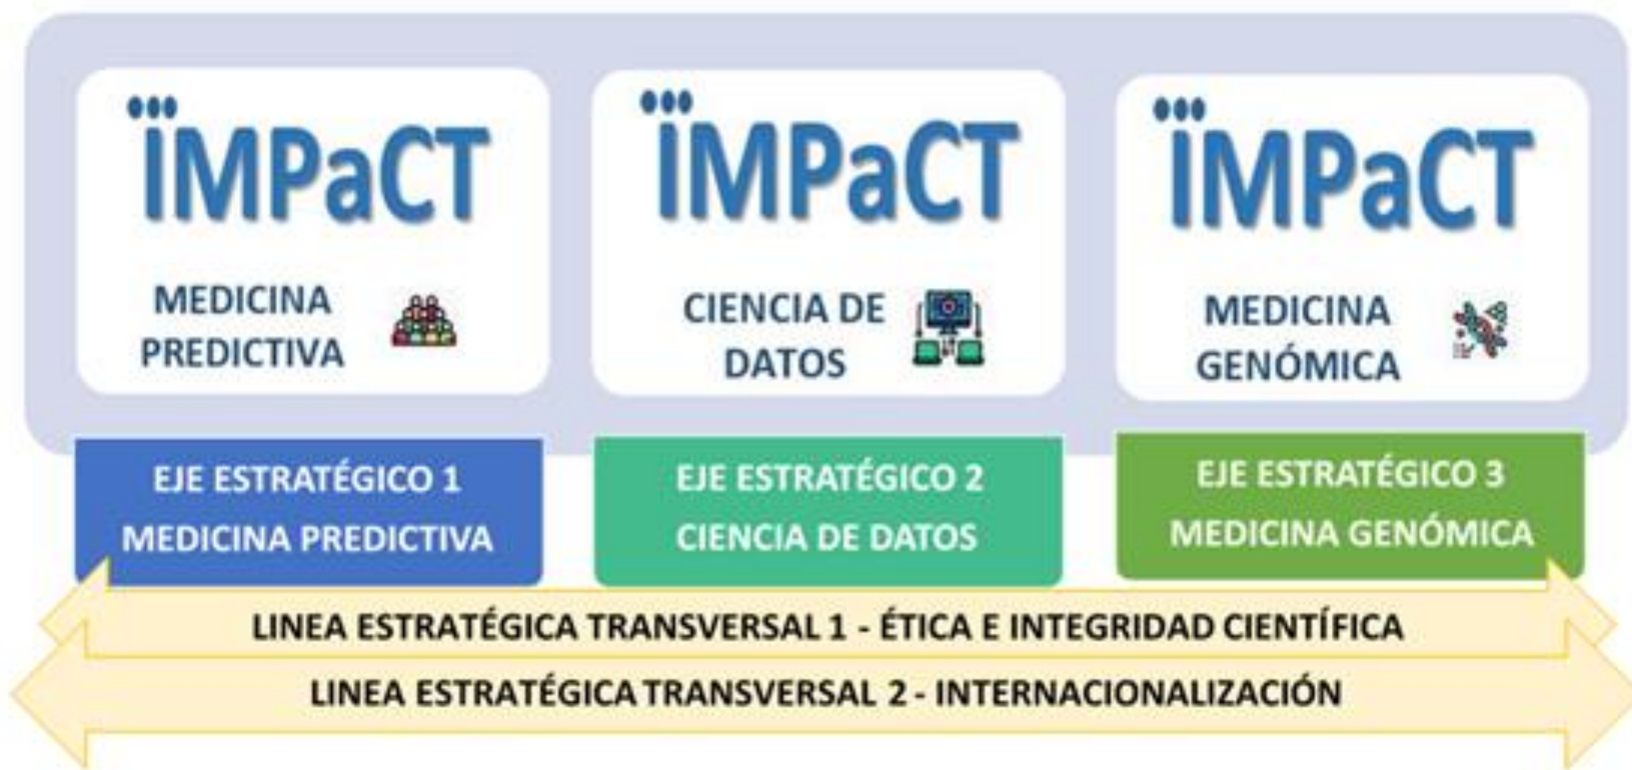 IMPaCT
MEDICINA
PREDICTIVA
IMPaCT
CIENCIA DE
DATOS
IMPaCT
MEDICINA
GENÓMICA
EJE ESTRATÉGICO 1
MEDICINA PREDICTIVA
EJE ESTRATÉGICO 2
CIENCIA DE DATOS
EJE ESTRATÉGICO 3
MEDICINA GENÓMICA
LINEA ESTRATÉGICA TRANSVERSAL 1 - ÉTICA E INTEGRIDAD CIENTÍFICA
LINEA ESTRATÉGICA TRANSVERSAL 2 - INTERNACIONALIZACIÓN